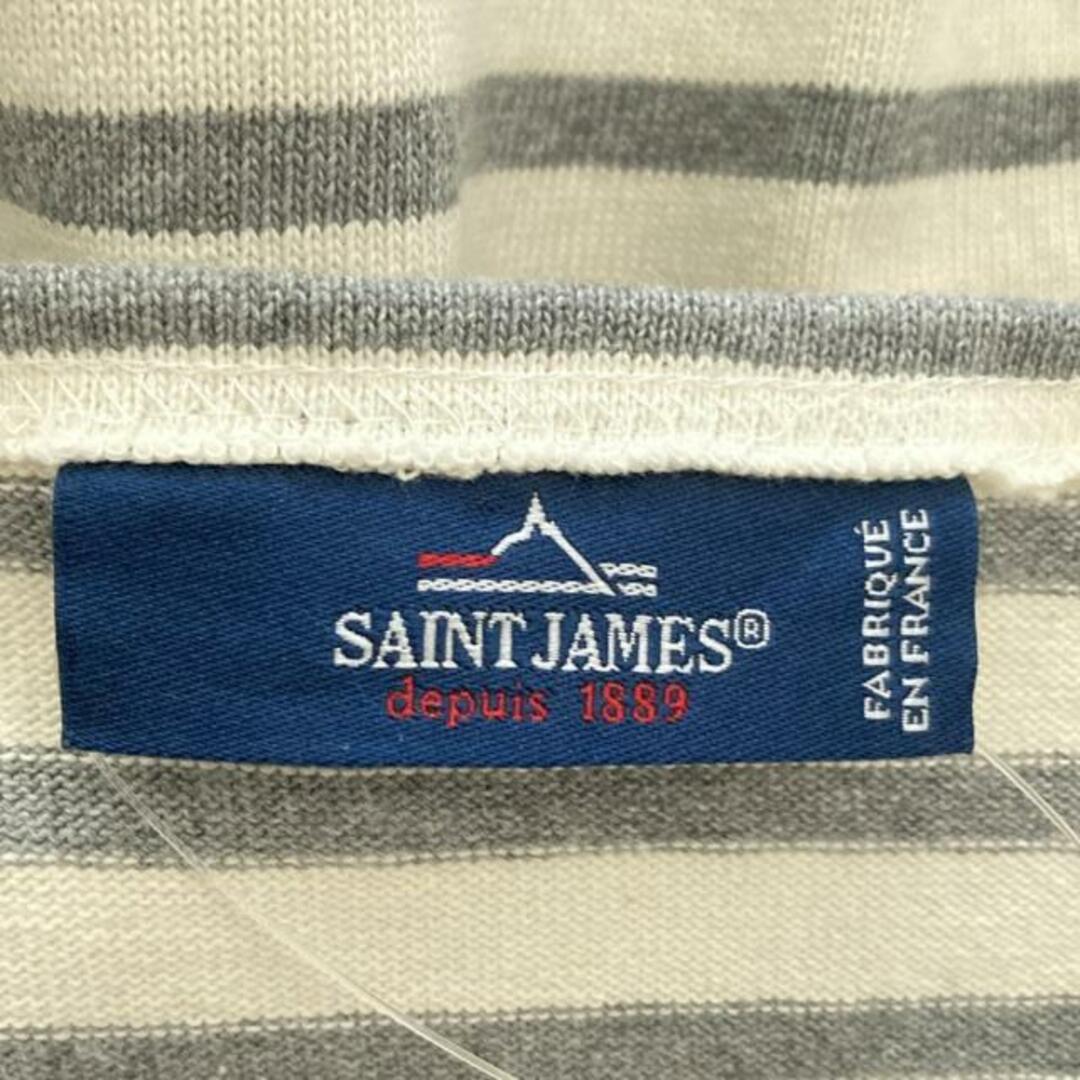 SAINT JAMES®
depuis 1889
FABRIQUÉ
EN FRANCE